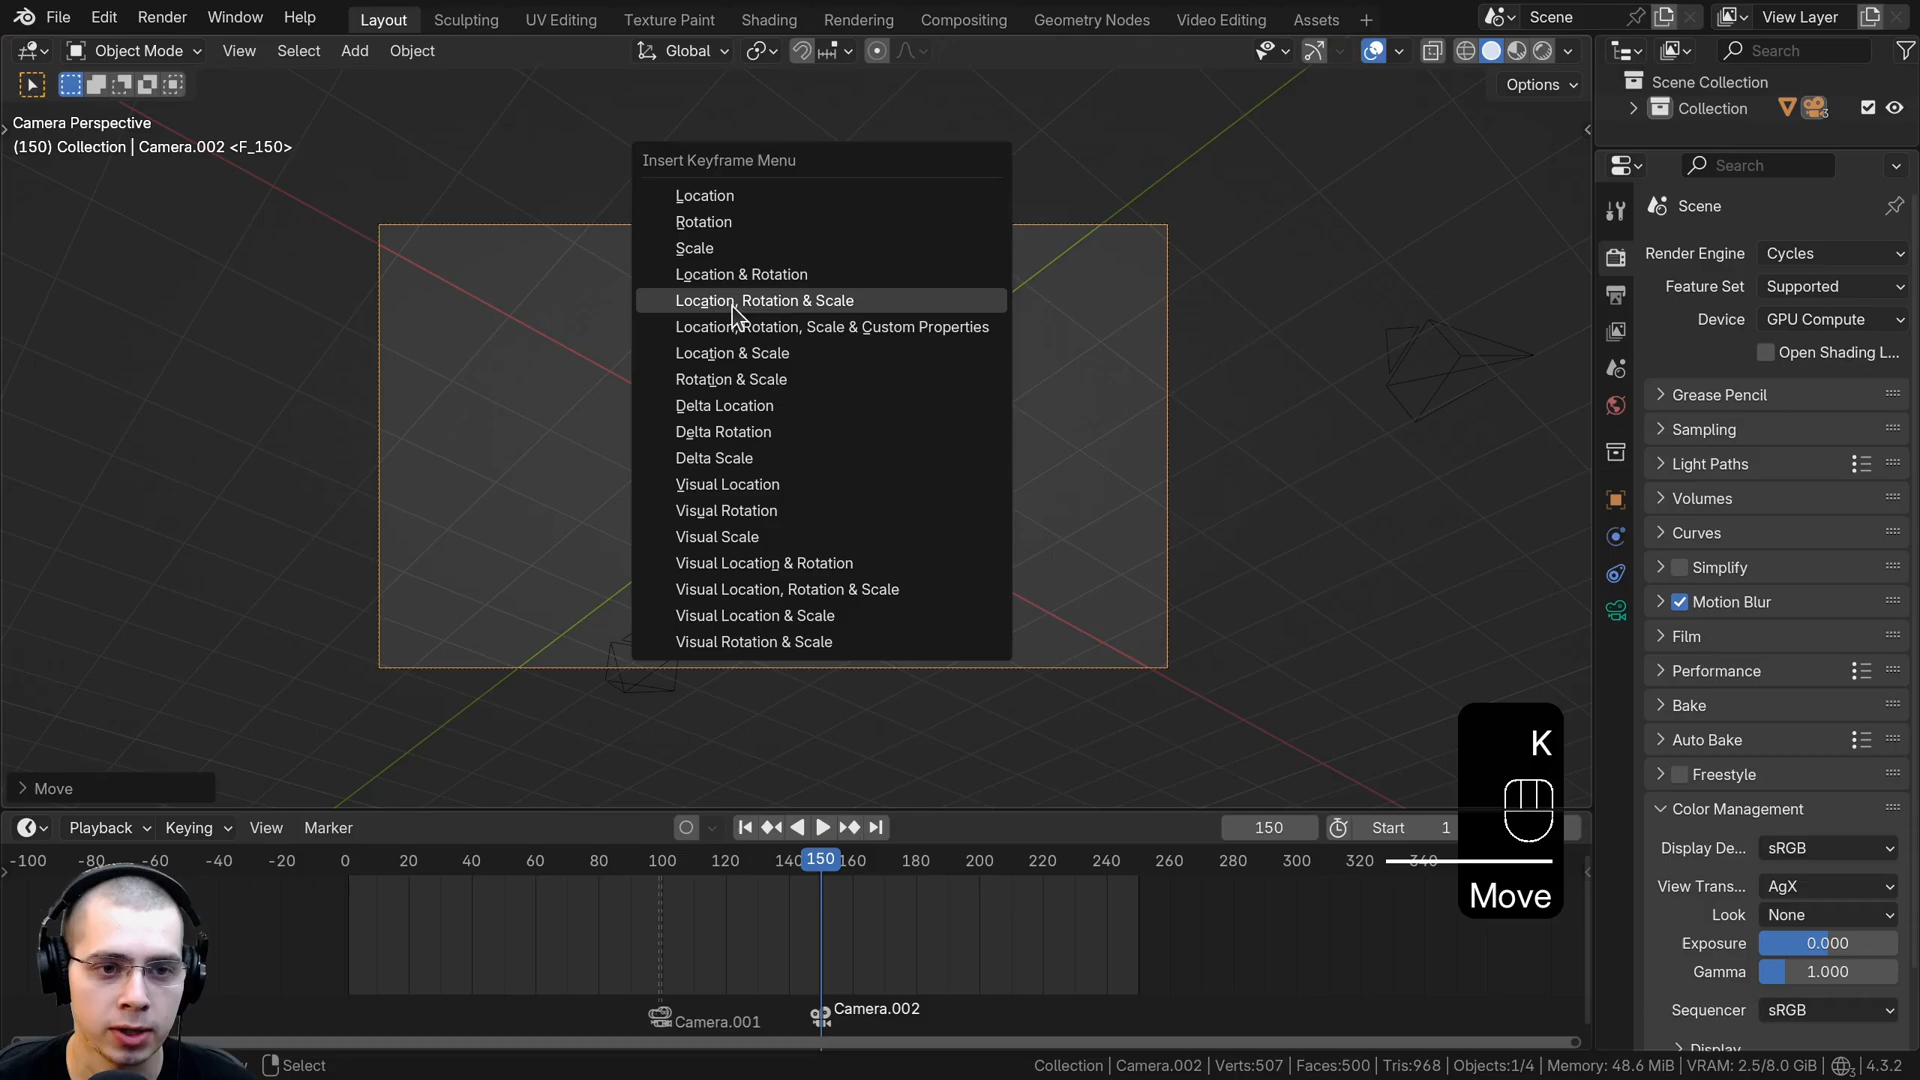 File Edit Render Window Help Layout Sculpting UV Editing Texture Paint Shading Rendering Compositing Geometry Nodes Video Editing Assets + Scene View Layer
Object Mode View Select Add Object Global Search
Options
Scene Collection
Collection 3
Camera Perspective
(150) Collection | Camera.002 <F_150>
Insert Keyframe Menu
Location
Rotation
Scale
Location & Rotation
Location, Rotation & Scale
Location, Rotation, Scale & Custom Properties
Location & Scale
Rotation & Scale
Delta Location
Delta Rotation
Delta Scale
Visual Location
Visual Rotation
Visual Scale
Visual Location & Rotation
Visual Location, Rotation & Scale
Visual Location & Scale
Visual Rotation & Scale
Search
Scene
Render Engine Cycles
Feature Set Supported
Device GPU Compute
Open Shading L...
Grease Pencil
Sampling
Light Paths
Volumes
Curves
Simplify
Motion Blur
Film
Performance
Bake
Auto Bake
Freestyle
Color Management
Display De... sRGB
View Trans... AgX
Look None
Exposure 0.000
Gamma 1.000
Sequencer sRGB
Display
K
Move
Move
Playback Keying View Marker 150 Start 1
-100 -80 -60 -40 -20 0 20 40 60 80 100 120 140 150 160 180 200 220 240 260 280 300 320 340
Camera.001
Camera.002
Select
Collection | Camera.002 | Verts:507 | Faces:500 | Tris:968 | Objects:1/4 | Memory: 48.6 MiB | VRAM: 2.5/8.0 GiB | 3 4.3.2